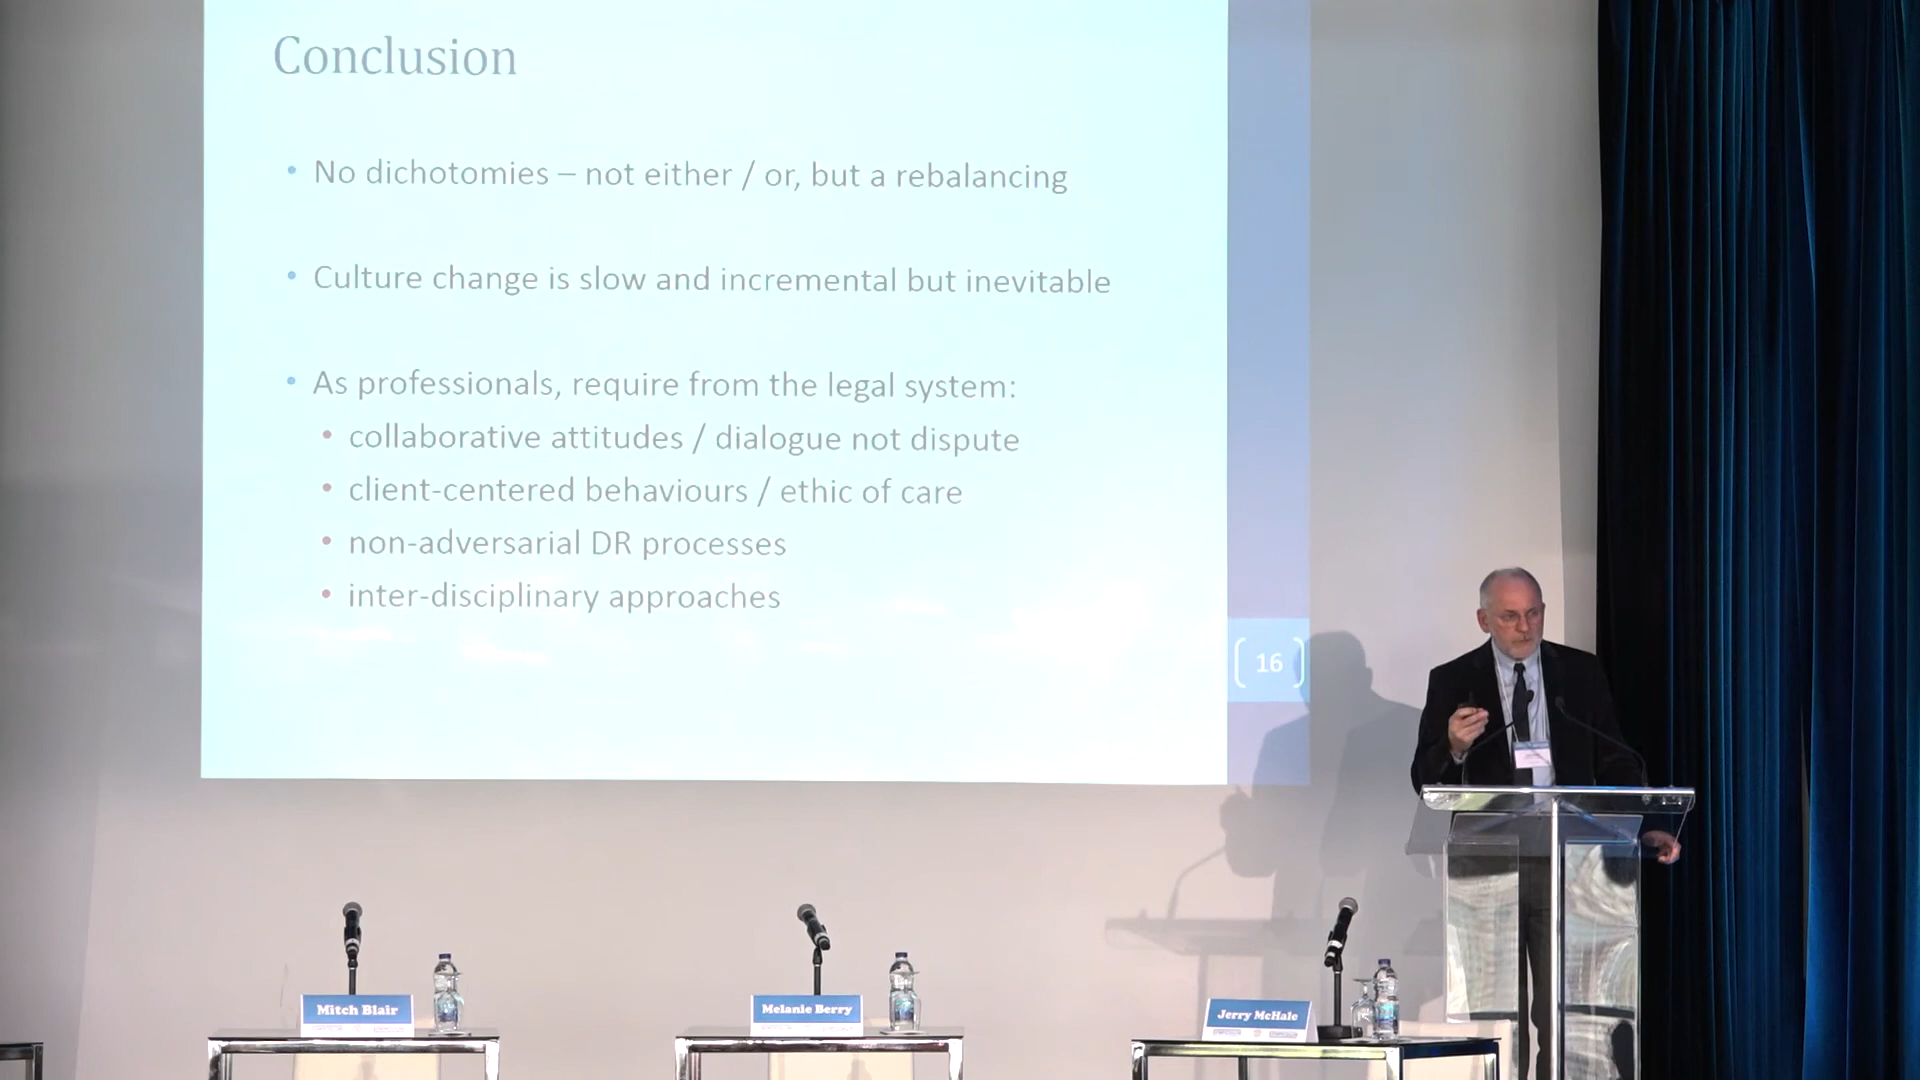 Conclusion
• No dichotomies – not either / or, but a rebalancing
• Culture change is slow and incremental but inevitable
• As professionals, require from the legal system:
• collaborative attitudes / dialogue not dispute
• client-centered behaviours / ethic of care
• non-adversarial DR processes
• inter-disciplinary approaches
16
Mitch Blair
Melanie Berry
Jerry McHale